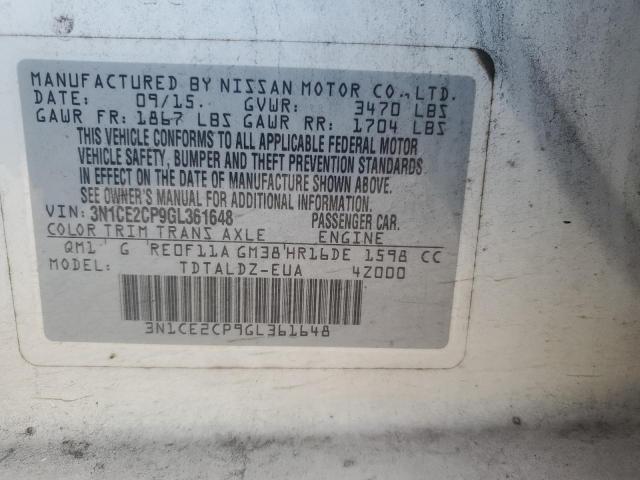 MANUFACTURED BY NISSAN MOTOR CO., LTD.
DATE: 09/15. GVWR: 3470 LBS
GAWR FR: 1867 LBS GAWR RR: 1704 LBS
THIS VEHICLE CONFORMS TO ALL APPLICABLE FEDERAL MOTOR
VEHICLE SAFETY, BUMPER AND THEFT PREVENTION STANDARDS
IN EFFECT ON THE DATE OF MANUFACTURE SHOWN ABOVE.
SEE OWNER'S MANUAL FOR ADDITIONAL INFORMATION.
VIN: 3N1CE2CP9GL361648 PASSENGER CAR.
COLOR TRIM TRANS AXLE ENGINE
QM1 G RE0F11A GM38 HR16DE 1598 CC
MODEL TDTALDZ-EUA 4Z000
3N1CE2CP9GL361648